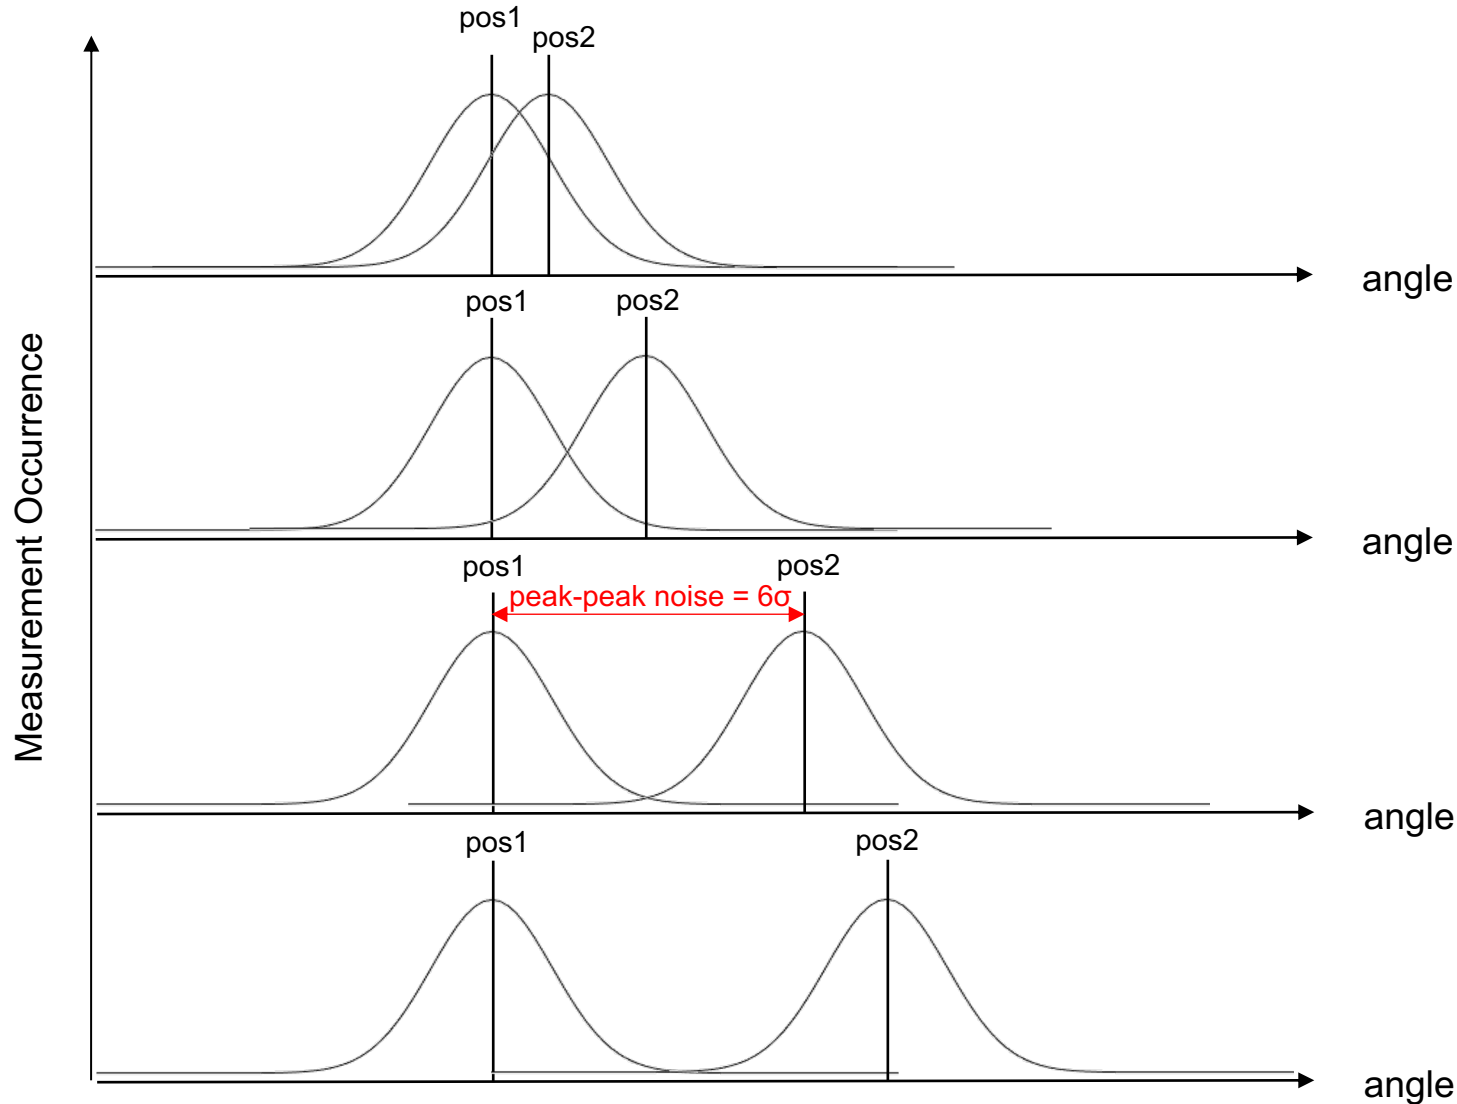 pos1
pos2
angle
pos1
pos2
angle
Measurement Occurrence
pos1
pos2
peak-peak noise = 6σ
angle
pos1
pos2
angle